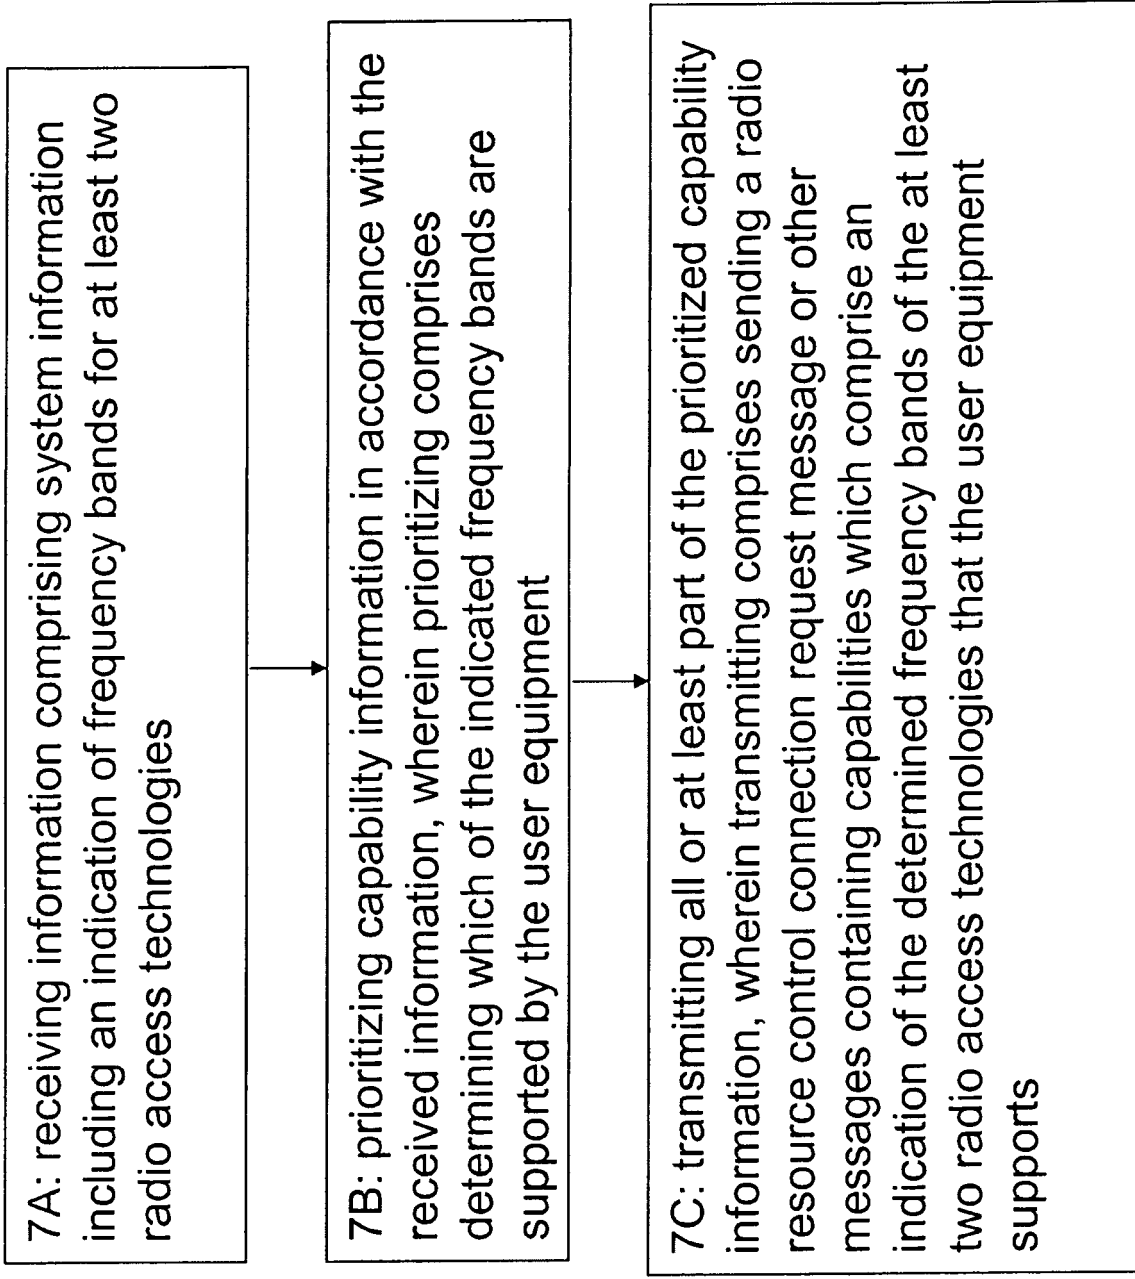 7A: receiving information comprising system information
including an indication of frequency bands for at least two
radio access technologies
7B: prioritizing capability information in accordance with the
received information, wherein prioritizing comprises
determining which of the indicated frequency bands are
supported by the user equipment
7C: transmitting all or at least part of the prioritized capability
information, wherein transmitting comprises sending a radio
resource control connection request message or other
messages containing capabilities which comprise an
indication of the determined frequency bands of the at least
two radio access technologies that the user equipment
supports